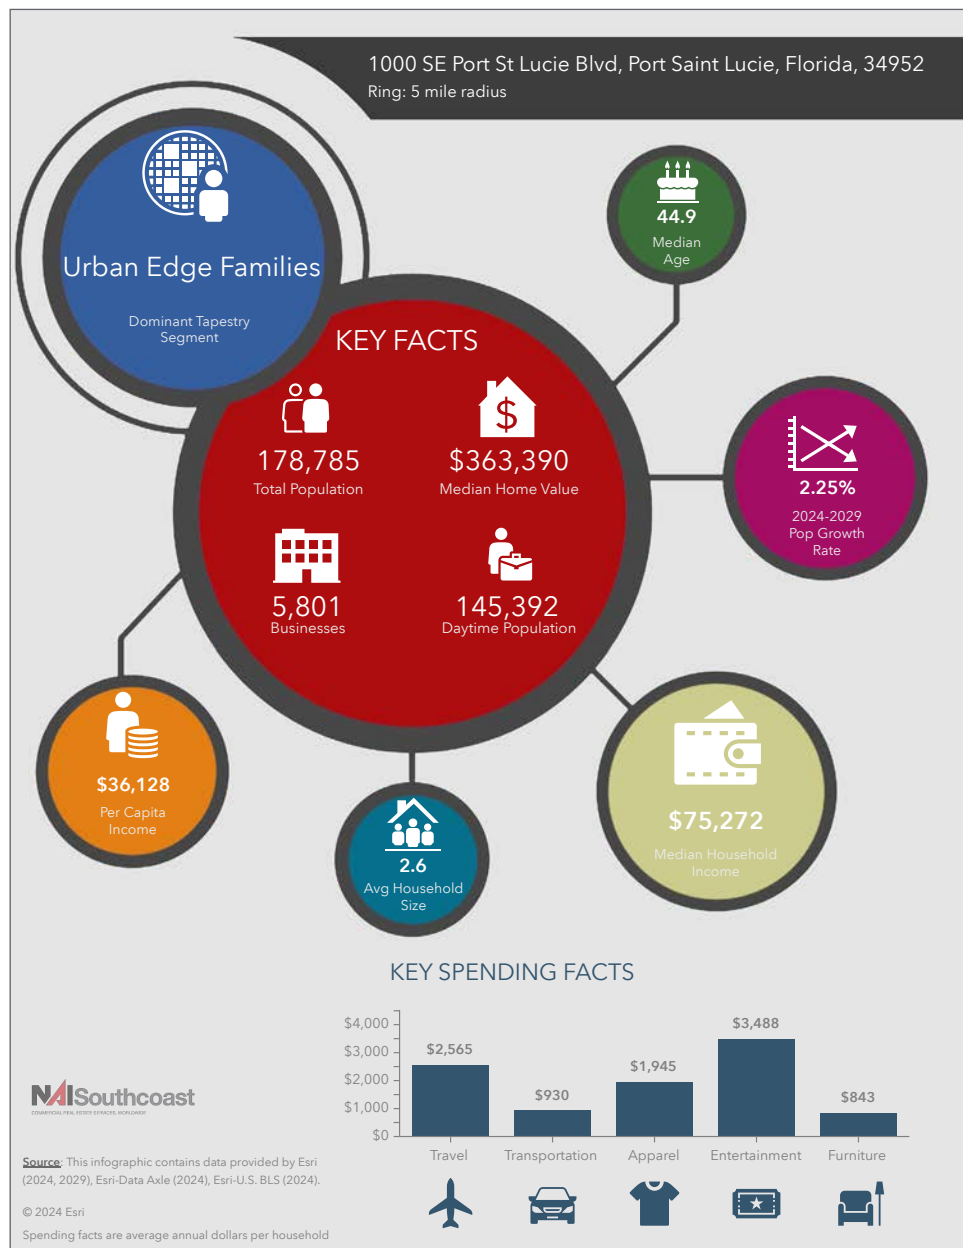 1000 SE Port St Lucie Blvd, Port Saint Lucie, Florida, 34952
Ring: 5 mile radius
Urban Edge Families
Dominant Tapestry
Segment
44.9
Median
Age
KEY FACTS
178,785
Total Population
$363,390
Median Home Value
5,801
Businesses
145,392
Daytime Population
2.25%
2024-2029
Pop Growth
Rate
$36,128
Per Capita
Income
2.6
Avg Household
Size
$75,272
Median Household
Income
KEY SPENDING FACTS
$4,000
$3,000
$2,000
$1,000
$0
$2,565
$930
$1,945
$3,488
$843
Travel
Transportation
Apparel
Entertainment
Furniture
NAISouthcoast
COMMERCIAL REAL ESTATE SERVICES, WORLDWIDE
Source: This infographic contains data provided by Esri
(2024, 2029), Esri-Data Axle (2024), Esri-U.S. BLS (2024).
© 2024 Esri
Spending facts are average annual dollars per household